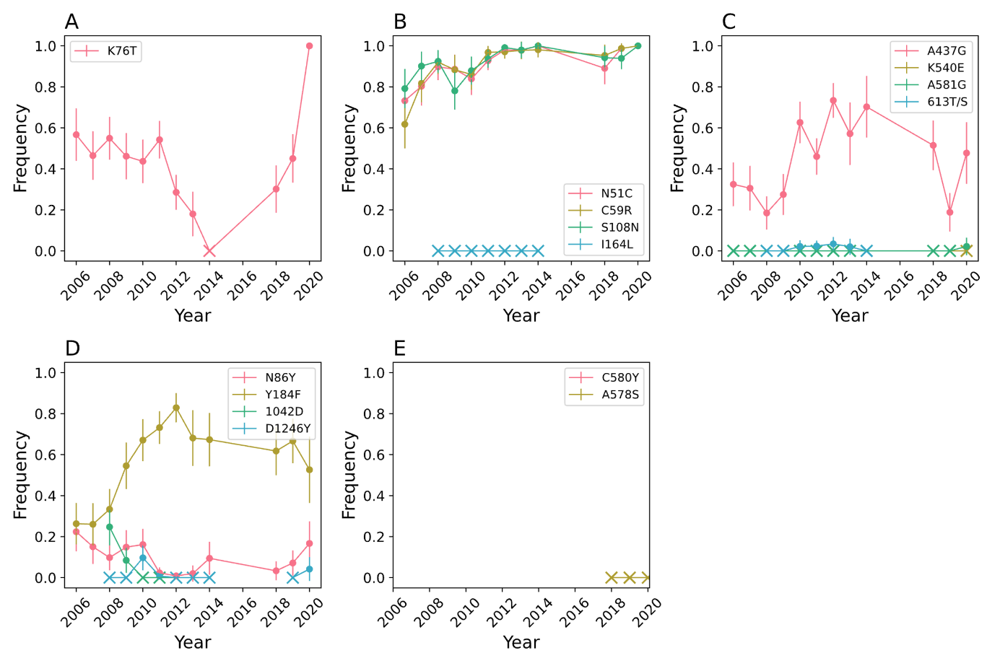 A
K76T
1.0
0.8
0.6
0.4
0.2
0.0
Frequency
2006
2008
2010
2012
2014
2016
2018
2020
Year
B
1.0
0.8
0.6
0.4
0.2
0.0
Frequency
N51C
C59R
S108N
I164L
2006
2008
2010
2012
2014
2016
2018
2020
Year
C
A437G
K540E
A581G
613T/S
1.0
0.8
0.6
0.4
0.2
0.0
Frequency
2006
2008
2010
2012
2014
2016
2018
2020
Year
D
N86Y
Y184F
1042D
D1246Y
1.0
0.8
0.6
0.4
0.2
0.0
Frequency
2006
2008
2010
2012
2014
2016
2018
2020
Year
E
C580Y
A578S
1.0
0.8
0.6
0.4
0.2
0.0
Frequency
2006
2008
2010
2012
2014
2016
2018
2020
Year